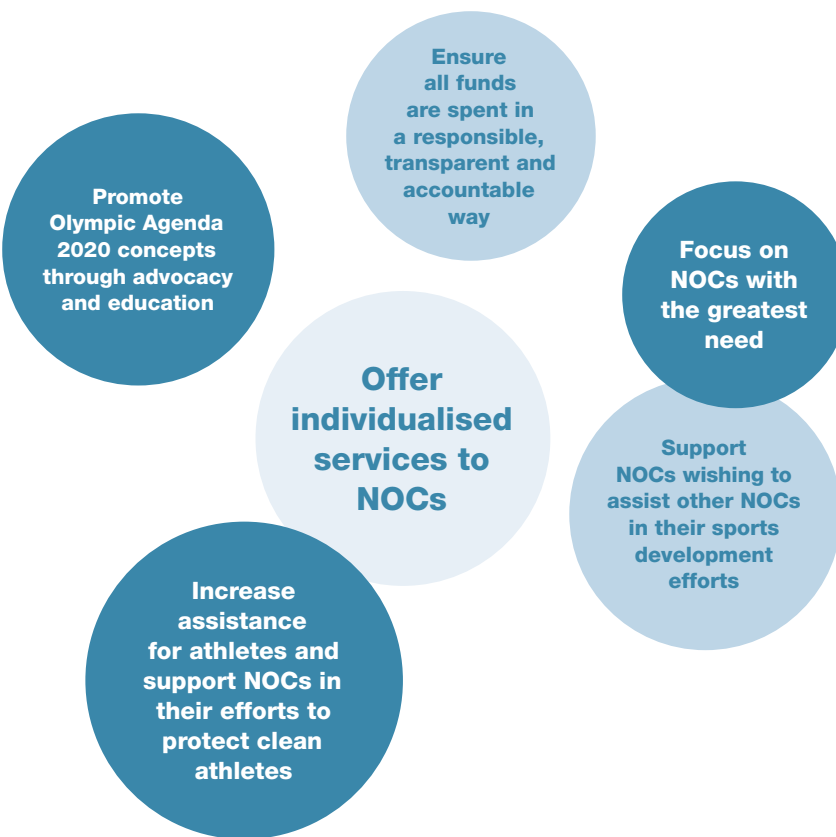 Ensure
all funds
are spent in
a responsible,
transparent and
accountable
way
Promote
Olympic Agenda
2020 concepts
through advocacy
and education
Focus on
NOCs with
the greatest
need
Offer
individualised
services to
NOCs
Support
NOCs wishing to
assist other NOCs
in their sports
development
efforts
Increase
assistance
for athletes and
support NOCs in
their efforts to
protect clean
athletes